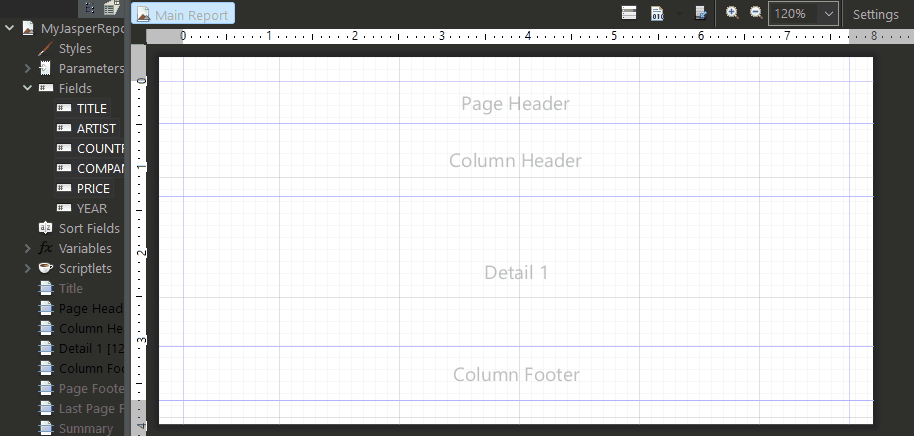 Main Report
120%
Settings
0 1 2 3 4 5 6 7 8
MyJasperRepo
Styles
Parameters
Fields
TITLE
ARTIST
COUNTR
COMPAN
PRICE
YEAR
Sort Fields
fx Variables
Scriptlets
Title
Page Head
Column He
Detail 1 [12
Column Foo
Page Foote
Last Page F
Summary
0
1
2
3
4
Page Header
Column Header
Detail 1
Column Footer